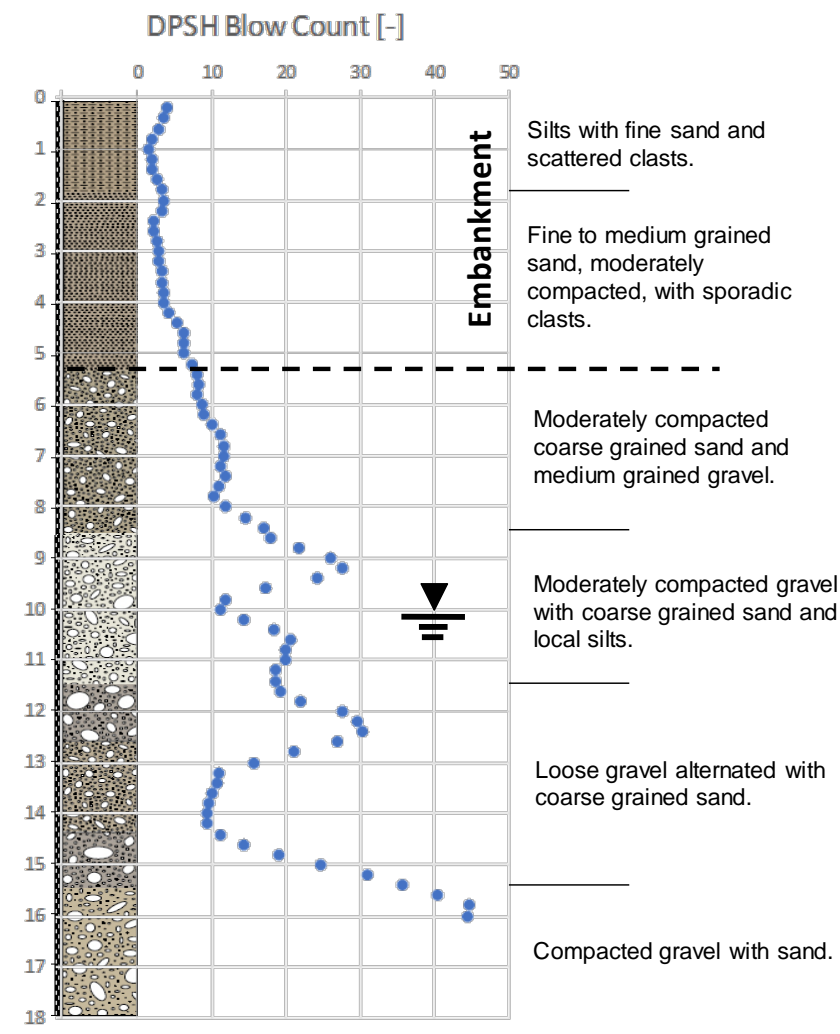 DPSH Blow Count [-]
0 10 20 30 40 50
0
1
2
3
4
5
6
7
8
9
10
11
12
13
14
15
16
17
18
Embankment
Silts with fine sand and
scattered clasts.
Fine to medium grained
sand, moderately
compacted, with sporadic
clasts.
Moderately compacted
coarse grained sand and
medium grained gravel.
Moderately compacted gravel
with coarse grained sand and
local silts.
Loose gravel alternated with
coarse grained sand.
Compacted gravel with sand.